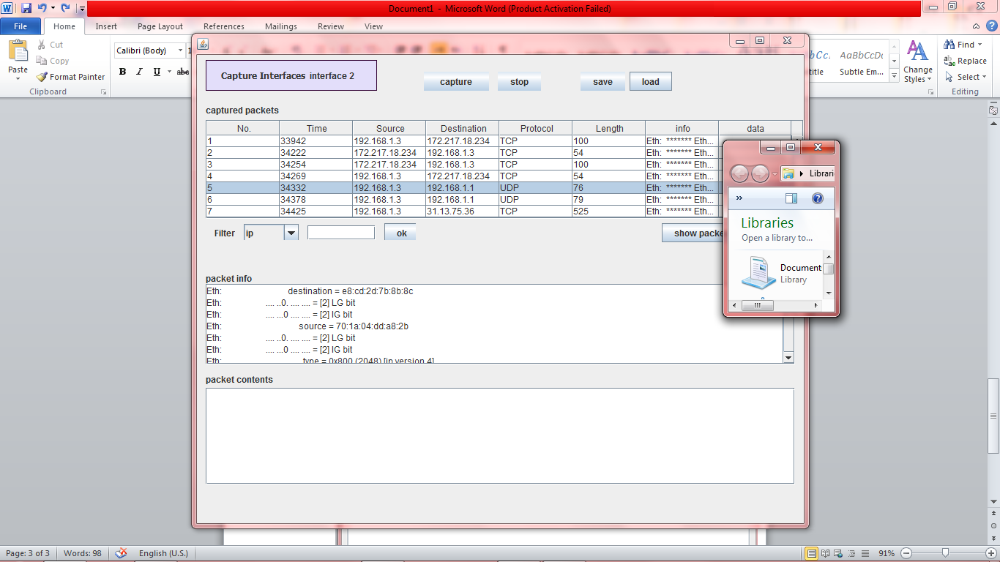 Document1 - Microsoft Word (Product Activation Failed)
File Home Insert Page Layout References Mailings Review View
Paste
Cut
Copy
Format Painter
Clipboard
Calibri (Body)
B I U abc
AaBbCcDc
Subtle Em...
Change Styles
Find
Replace
Select
Editing
Capture Interfaces interface 2
capture stop save load
captured packets
No. Time Source Destination Protocol Length info data
1 33942 192.168.1.3 172.217.18.234 TCP 100 Eth: ******* Eth...
2 34222 172.217.18.234 192.168.1.3 TCP 54 Eth: ******* Eth...
3 34254 172.217.18.234 192.168.1.3 TCP 100 Eth: ******* Eth...
4 34269 192.168.1.3 172.217.18.234 TCP 54 Eth: ******* Eth...
5 34332 192.168.1.3 192.168.1.1 UDP 76 Eth: ******* Eth...
6 34378 192.168.1.3 192.168.1.1 UDP 79 Eth: ******* Eth...
7 34425 192.168.1.3 31.13.75.36 TCP 525 Eth: ******* Eth...
Filter ip ok show packe
packet info
Eth: destination = e8:cd:2d:7b:8b:8c
Eth: .... ..0. .... .... = [2] LG bit
Eth: .... ...0 .... .... = [2] IG bit
Eth: source = 70:1a:04:dd:a8:2b
Eth: .... ..0. .... .... = [2] LG bit
Eth: .... ...0 .... .... = [2] IG bit
Eth: type = 0x800 (2048) [ip version 4]
packet contents
Librari
Libraries
Open a library to...
Document
Library
Page: 3 of 3 Words: 98 English (U.S.) 91%